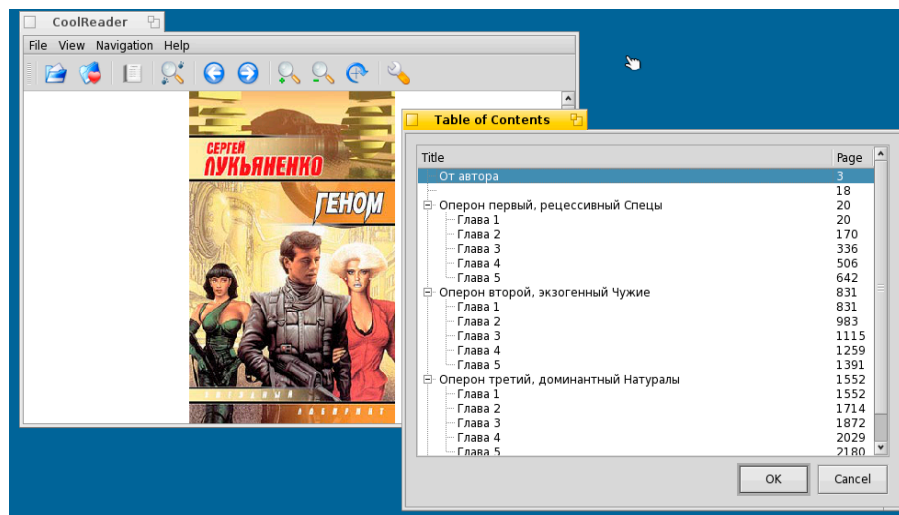 CoolReader
File View Navigation Help
СЕРГЕЙ
ЛУКЬЯНЕНКО
ГЕНОМ
ЗВЕЗДНЫЙ
ЛАБИРИНТ
Table of Contents
Title Page
От автора 3
18
Оперон первый, рецессивный Спецы 20
Глава 1 20
Глава 2 170
Глава 3 336
Глава 4 506
Глава 5 642
Оперон второй, экзогенный Чужие 831
Глава 1 831
Глава 2 983
Глава 3 1115
Глава 4 1259
Глава 5 1391
Оперон третий, доминантный Натуралы 1552
Глава 1 1552
Глава 2 1714
Глава 3 1872
Глава 4 2029
Глава 5 2180
OK Cancel